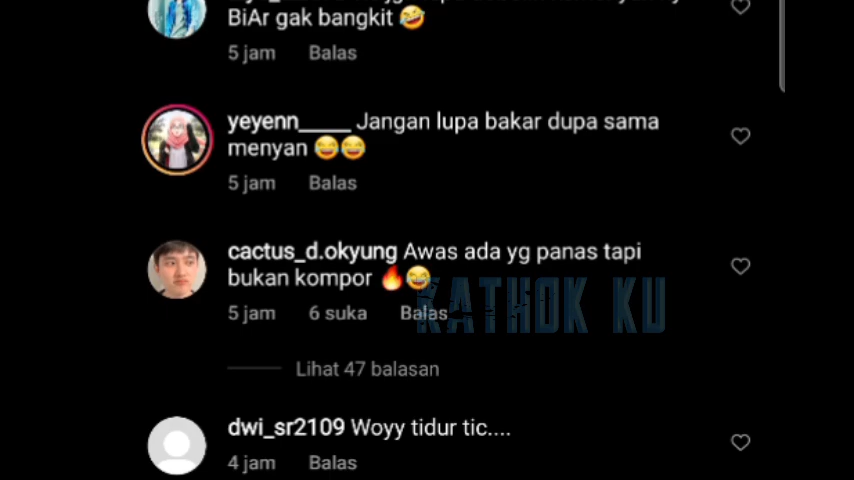 BiAr gak bangkit 🤣
5 jam Balas
yeyenn_____ Jangan lupa bakar dupa sama
menyan 😂😂
5 jam Balas
cactus_d.okyung Awas ada yg panas tapi
bukan kompor 🔥😂
5 jam 6 suka Balas
KATHOK KU
Lihat 47 balasan
dwi_sr2109 Woyy tidur tic....
4 jam Balas